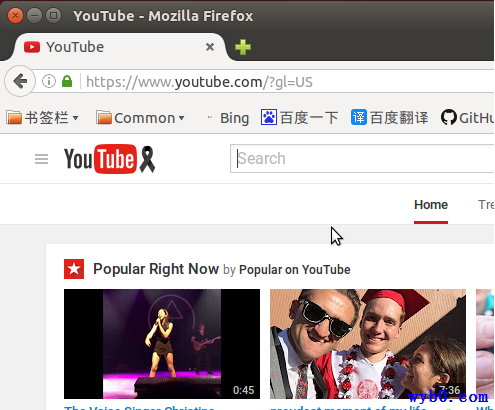 YouTube - Mozilla Firefox
YouTube
https://www.youtube.com/?gl=US
书签栏 Common Bing 百度一下 百度翻译 GitHu
YouTube
Search
Home Tre
Popular Right Now by Popular on YouTube
0:45
7:36
The Voice Singer Christina
proudest moment of my life
wyb0.com